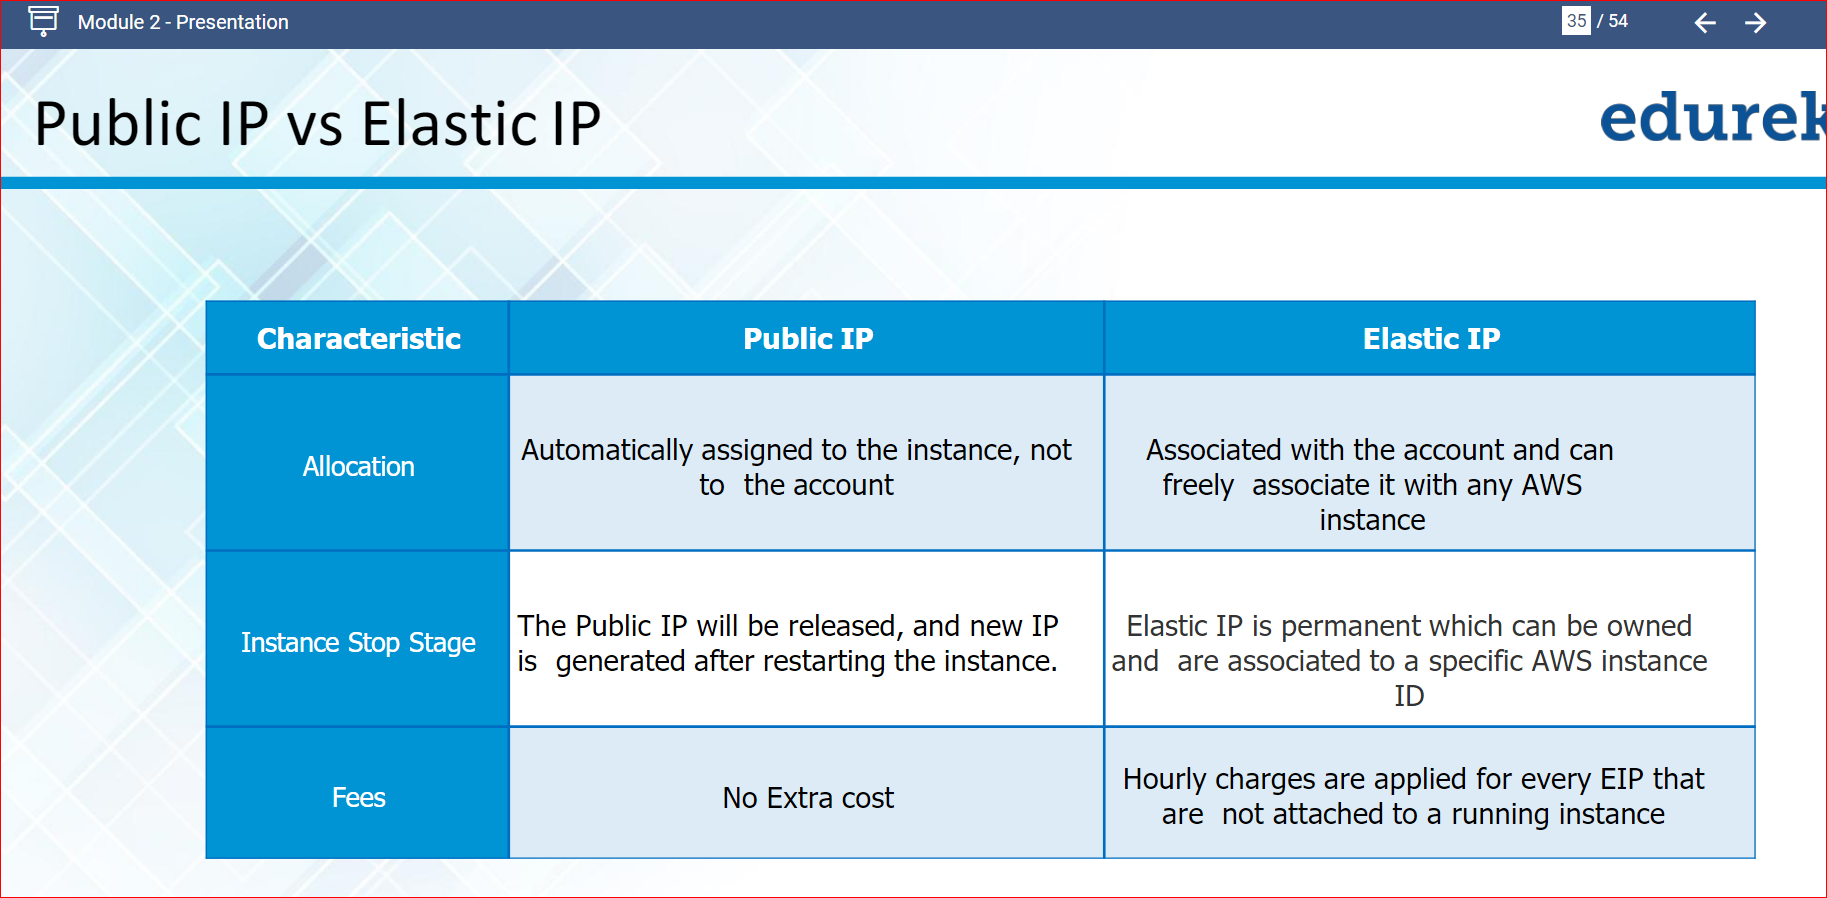 Module 2 - Presentation
35 / 54
Public IP vs Elastic IP
edurek
Characteristic
Public IP
Elastic IP
Allocation
Automatically assigned to the instance, not
to the account
Associated with the account and can
freely associate it with any AWS
instance
Instance Stop Stage
The Public IP will be released, and new IP
is generated after restarting the instance.
Elastic IP is permanent which can be owned
and are associated to a specific AWS instance
ID
Fees
No Extra cost
Hourly charges are applied for every EIP that
are not attached to a running instance